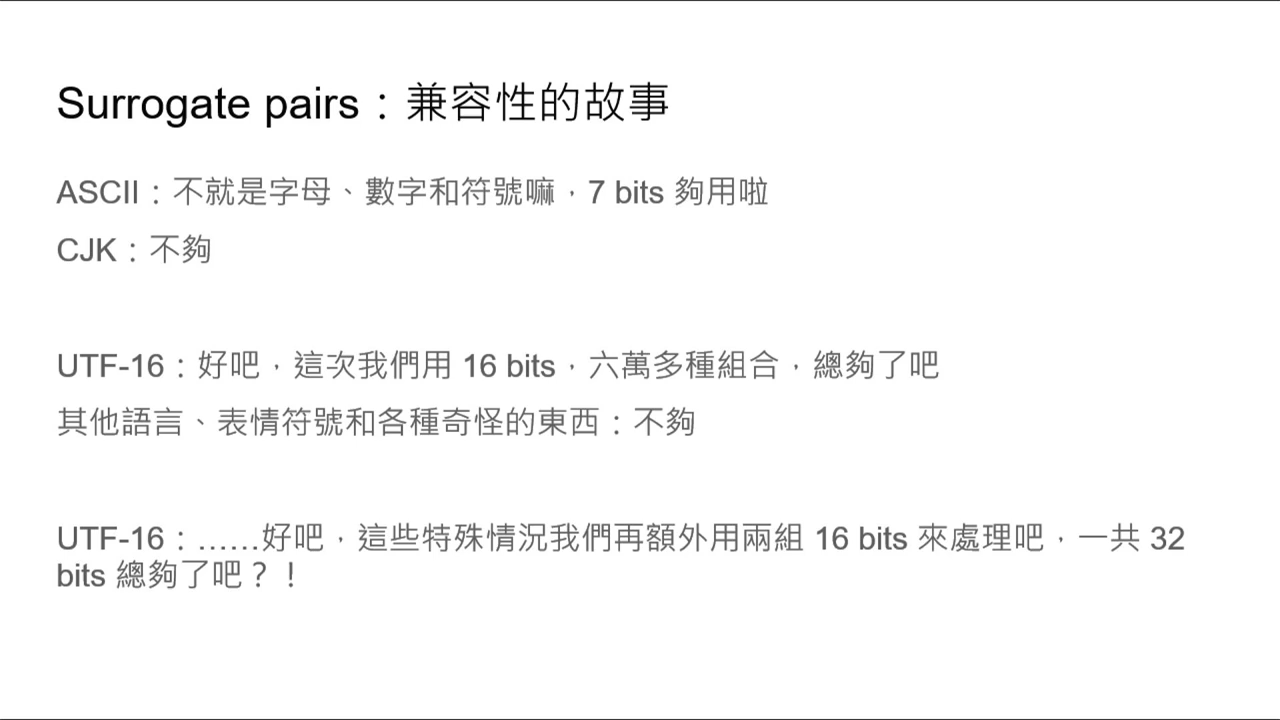 Surrogate pairs：兼容性的故事
ASCII：不就是字母、數字和符號嘛，7 bits 夠用啦
CJK：不夠
UTF-16：好吧，這次我們用 16 bits，六萬多種組合，總夠了吧
其他語言、表情符號和各種奇怪的東西：不夠
UTF-16：……好吧，這些特殊情況我們再額外用兩組 16 bits 來處理吧，一共 32
bits 總夠了吧？！